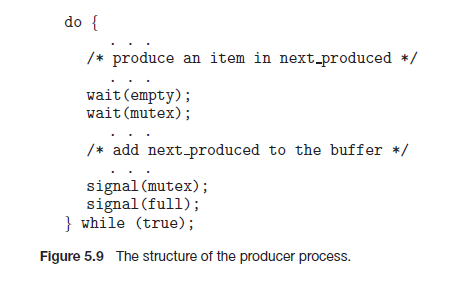 do {
. . .
/* produce an item in next_produced */
. . .
wait(empty);
wait(mutex);
. . .
/* add next_produced to the buffer */
. . .
signal(mutex);
signal(full);
} while (true);
Figure 5.9 The structure of the producer process.